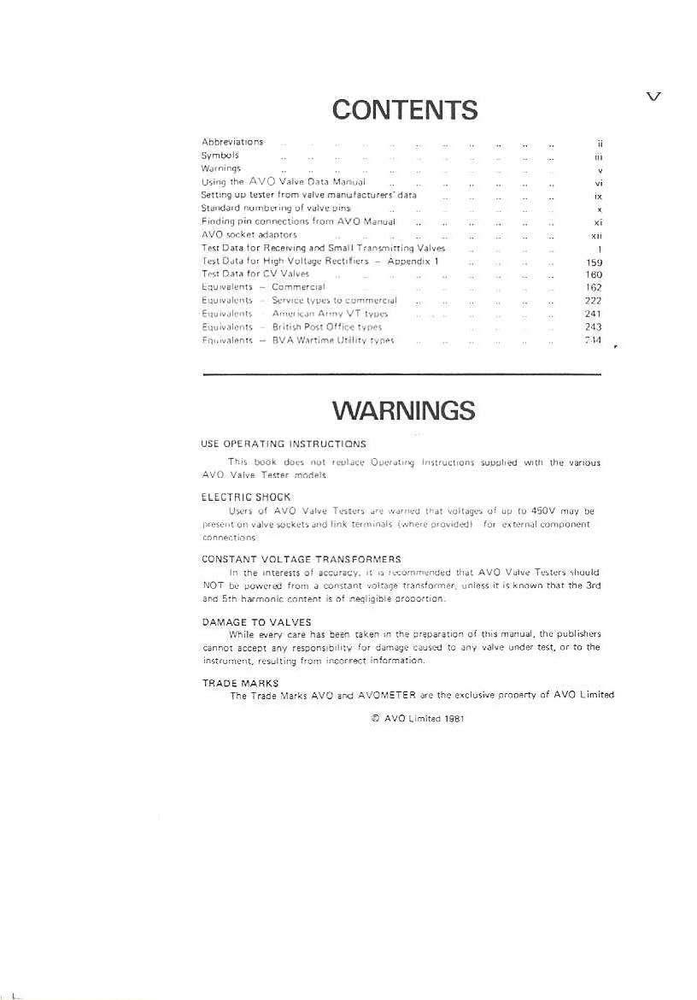 V
CONTENTS
Abbreviations .. .. .. .. .. .. .. .. .. .. ii
Symbols .. .. .. .. .. .. .. .. .. .. .. iii
Warnings .. .. .. .. .. .. .. .. .. .. .. v
Using the AVO Valve Data Manual .. .. .. .. .. .. .. vi
Setting up tester from valve manufacturers' data .. .. .. .. .. ix
Standard numbering of valve pins .. .. .. .. .. .. .. x
Finding pin connections from AVO Manual .. .. .. .. .. .. xi
AVO socket adaptors .. .. .. .. .. .. .. .. .. xii
Test Data for Receiving and Small Transmitting Valves .. .. .. .. 1
Test Data for High Voltage Rectifiers – Appendix 1 .. .. .. .. 159
Test Data for CV Valves .. .. .. .. .. .. .. .. .. 160
Equivalents – Commercial .. .. .. .. .. .. .. .. 162
Equivalents – Service types to commercial .. .. .. .. .. .. 222
Equivalents – American Army VT types .. .. .. .. .. .. 241
Equivalents – British Post Office types .. .. .. .. 243
Equivalents – BVA Wartime Utility types .. .. .. .. .. .. 244
WARNINGS
USE OPERATING INSTRUCTIONS
This book does not replace Operating Instructions supplied with the various
AVO Valve Tester models.
ELECTRIC SHOCK
Users of AVO Valve Testers are warned that voltages of up to 450V may be
present on valve sockets and link terminals (where provided) for external component
connections.
CONSTANT VOLTAGE TRANSFORMERS
In the interests of accuracy, it is recommended that AVO Valve Testers should
NOT be powered from a constant voltage transformer, unless it is known that the 3rd
and 5th harmonic content is of negligible proportion.
DAMAGE TO VALVES
While every care has been taken in the preparation of this manual, the publishers
cannot accept any responsibility for damage caused to any valve under test, or to the
instrument, resulting from incorrect information.
TRADE MARKS
The Trade Marks AVO and AVOMETER are the exclusive property of AVO Limited
© AVO Limited 1981